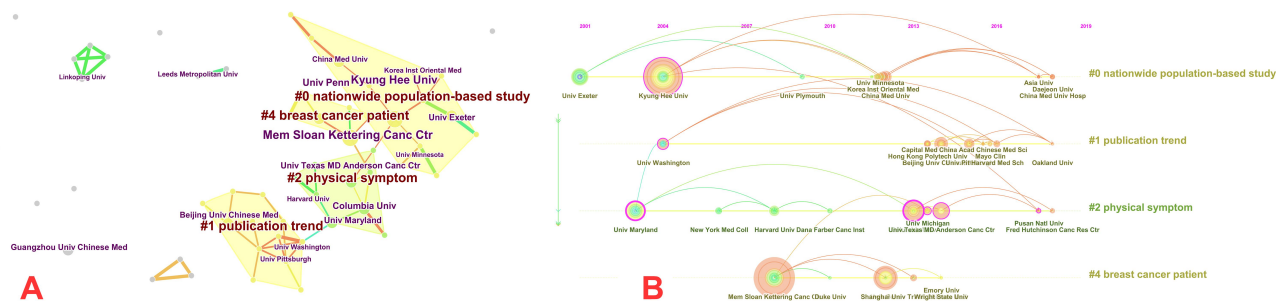 China Med Univ
Korea Inst Oriental Med
Linkoping Univ
Leeds Metropolitan Univ
Univ Penn
Kyung Hee Univ
#0 nationwide population-based study
#4 breast cancer patient
Univ Exeter
Mem Sloan Kettering Canc Ctr
Univ Minnesota
Univ Texas MD Anderson Canc Ctr
#2 physical symptom
Harvard Univ
Columbia Univ
Beijing Univ Chinese Med
Univ Maryland
#1 publication trend
Guangzhou Univ Chinese Med
Univ Washington
Univ Pittsburgh
A
2001
2004
2007
2010
2013
2016
2019
#0 nationwide population-based study
Univ Exeter
Kyung Hee Univ
Univ Plymouth
Univ Minnesota
Korea Inst Oriental Med
China Med Univ
Asia Univ
Daejeon Univ
China Med Univ Hosp
#1 publication trend
Univ Washington
Capital Med China Acad Chinese Med Sci
Hong Kong Polytech Univ
Mayo Clin
Beijing Univ
Harvard Med Sch
Oakland Univ
#2 physical symptom
Univ Maryland
New York Med Coll
Harvard Univ
Dana Farber Canc Inst
Univ Michigan
Univ Texas MD Anderson Canc Ctr
Pusan Natl Univ
Fred Hutchinson Canc Res Ctr
#4 breast cancer patient
Mem Sloan Kettering Canc
Duke Univ
Shanghai Univ
Wright State Univ
Emory Univ
B